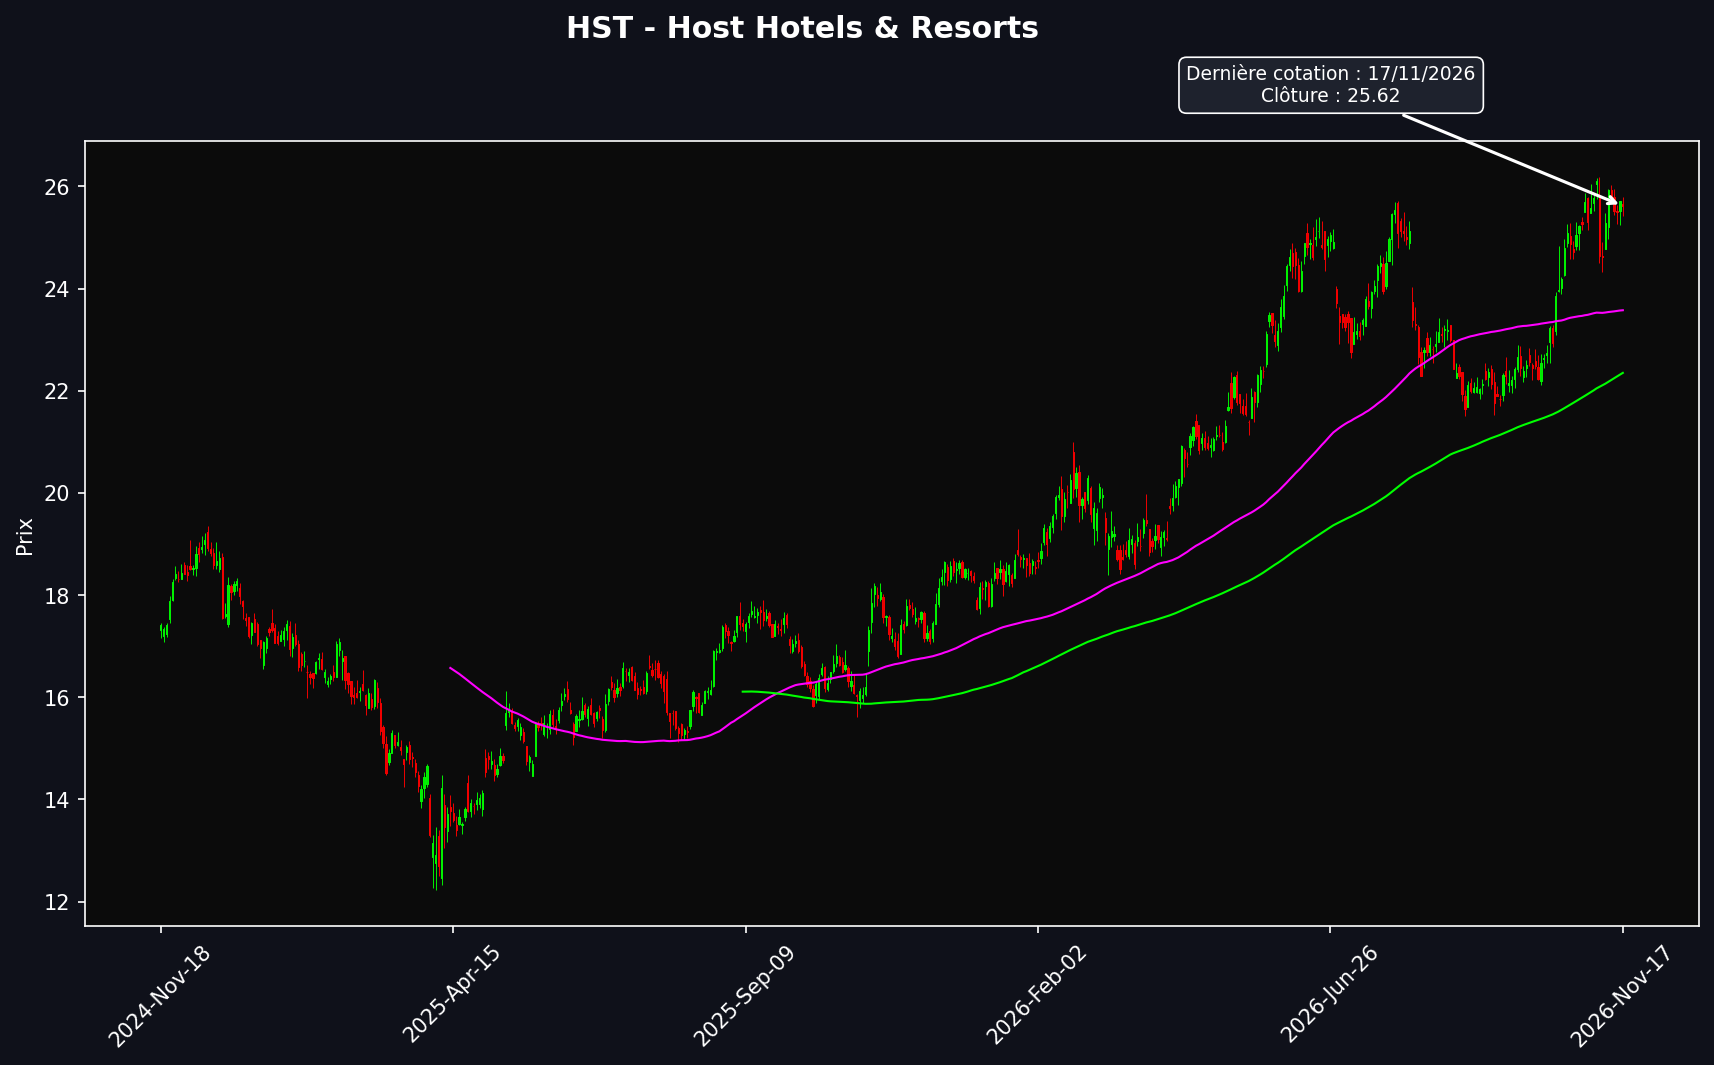 HST - Host Hotels & Resorts
Dernière cotation : 17/11/2026
Clôture : 25.62
Prix
26
24
22
20
18
16
14
12
2024-Nov-18
2025-Apr-15
2025-Sep-09
2026-Feb-02
2026-Jun-26
2026-Nov-17